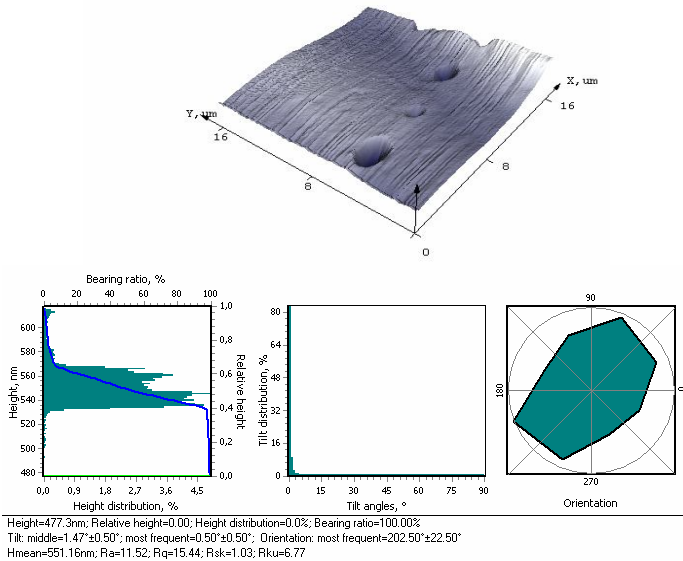 X, um
Y, um
16
16
8
8
0
Bearing ratio, %
0 20 40 60 80 100
Height, nm
600
580
560
540
520
500
480
1,0
0,8
0,6
0,4
0,2
0,0
Relative height
0,0 0,9 1,8 2,7 3,6 4,5
Height distribution, %
Tilt distribution, %
80
64
48
32
16
0
0 15 30 45 60 75 90
Tilt angles, °
90
180
0
270
Orientation
Height=477.3nm; Relative height=0.00; Height distribution=0.0%; Bearing ratio=100.00%
Tilt: middle=1.47°±0.50°; most frequent=0.50°±0.50°; Orientation: most frequent=202.50°±22.50°
Hmean=551.16nm; Ra=11.52; Rq=15.44; Rsk=1.03; Rku=6.77